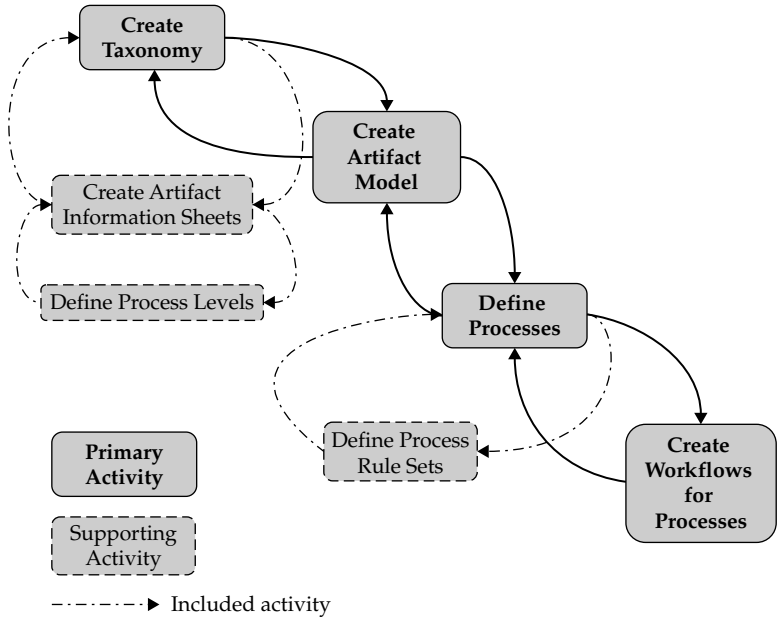 Create
Taxonomy
Create
Artifact
Model
Create Artifact
Information Sheets
Define Process Levels
Define
Processes
Define Process
Rule Sets
Create
Workflows
for
Processes
Primary
Activity
Supporting
Activity
Included activity